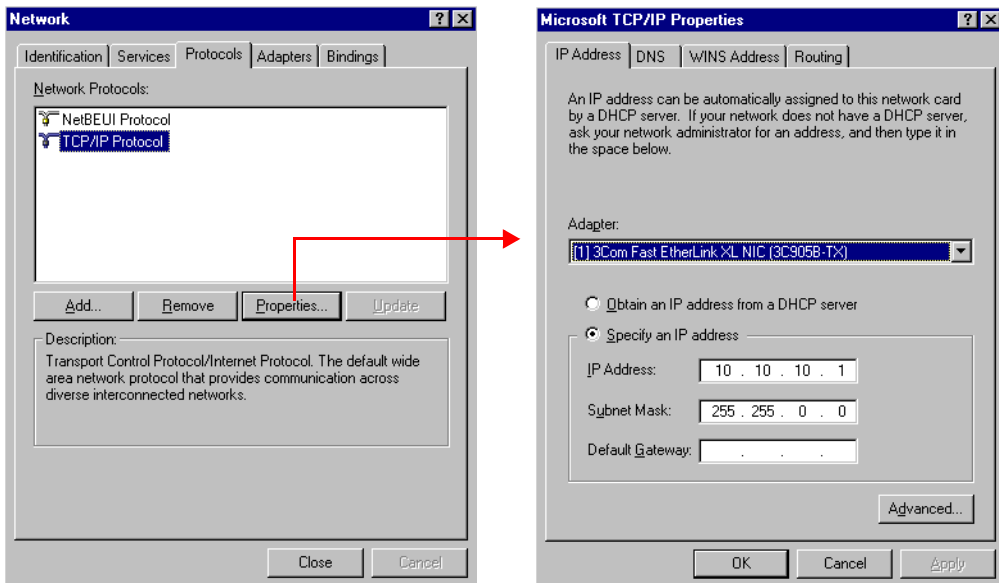 Network
Identification Services Protocols Adapters Bindings
Network Protocols:
NetBEUI Protocol
TCP/IP Protocol
Add... Remove Properties... Update
Description:
Transport Control Protocol/Internet Protocol. The default wide
area network protocol that provides communication across
diverse interconnected networks.
Close Cancel
Microsoft TCP/IP Properties
IP Address DNS WINS Address Routing
An IP address can be automatically assigned to this network card
by a DHCP server. If your network does not have a DHCP server,
ask your network administrator for an address, and then type it in
the space below.
Adapter:
[1] 3Com Fast EtherLink XL NIC (3C905B-TX)
Obtain an IP address from a DHCP server
Specify an IP address
IP Address: 10 . 10 . 10 . 1
Subnet Mask: 255 . 255 . 0 . 0
Default Gateway: . . .
Advanced...
OK Cancel Apply